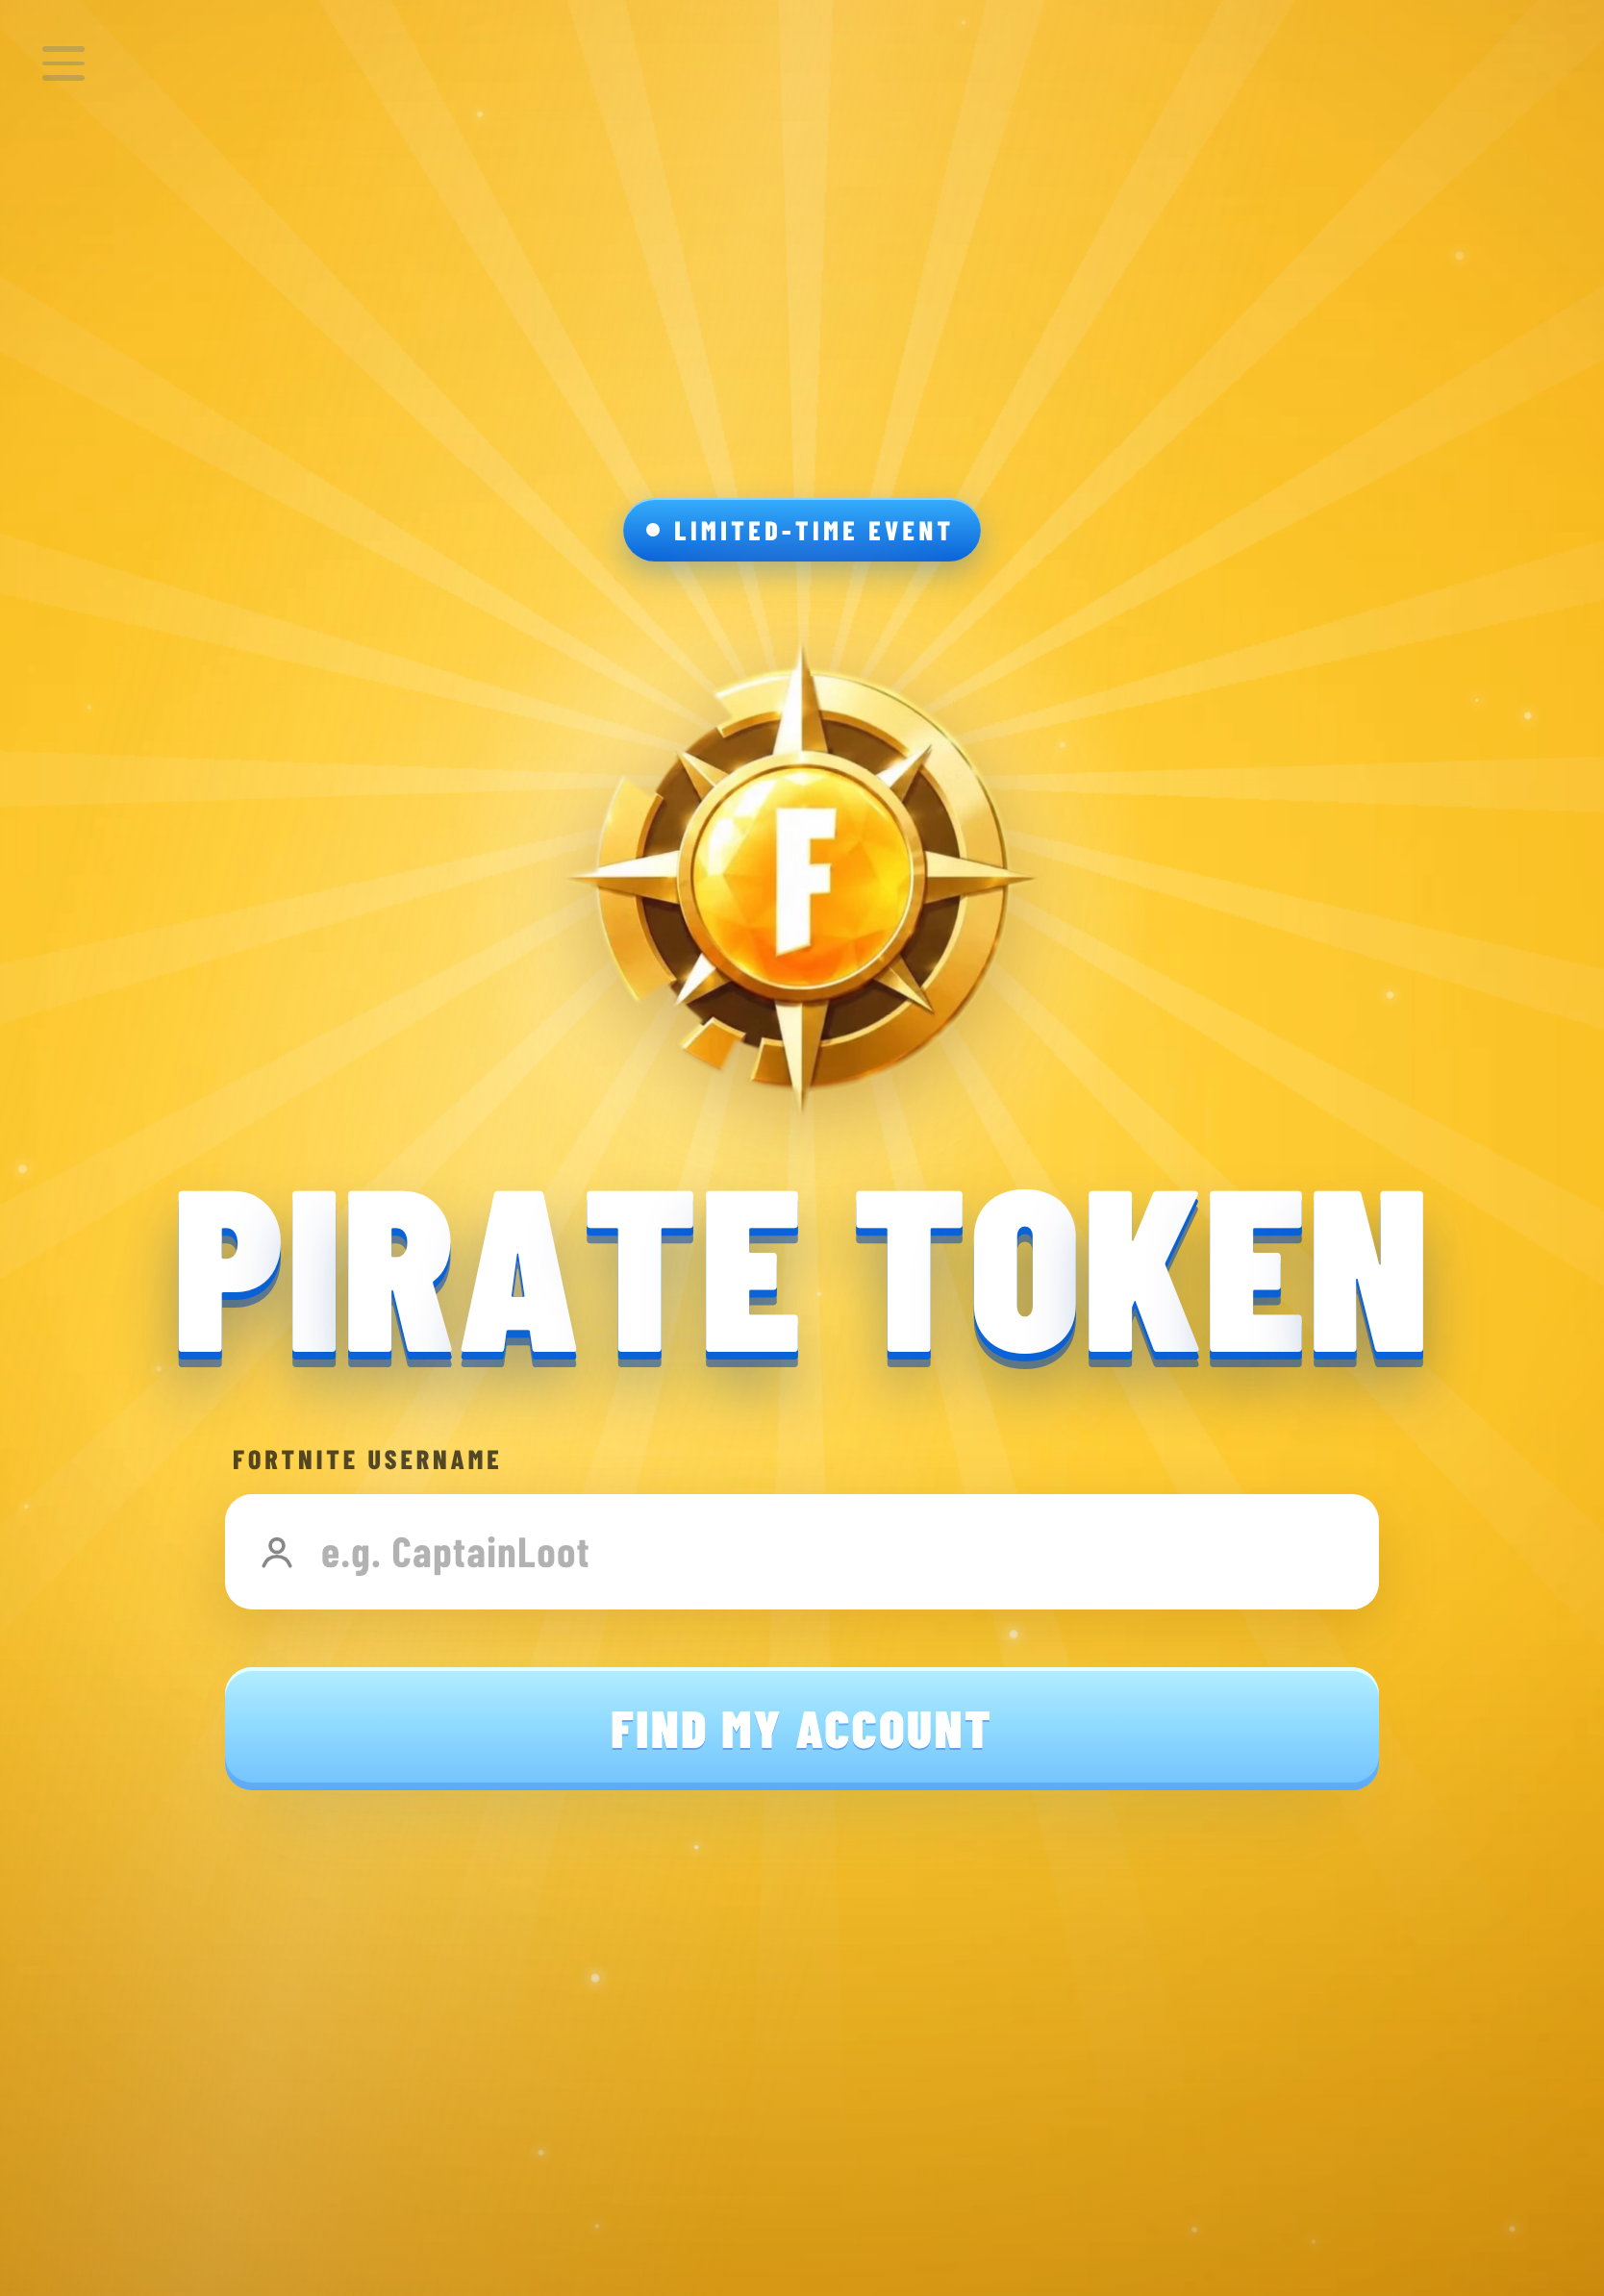 LIMITED-TIME EVENT
F
PIRATE TOKEN
FORTNITE USERNAME
e.g. CaptainLoot
FIND MY ACCOUNT